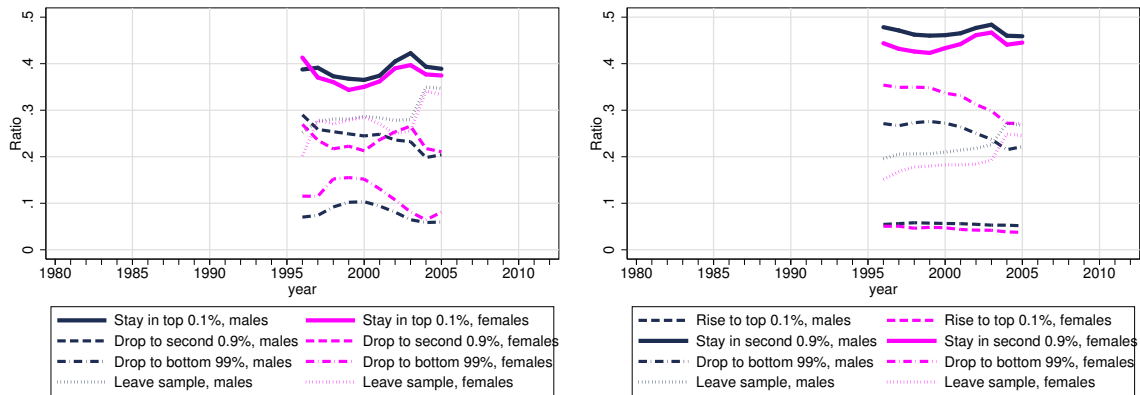 .5
.4
.3
.2
.1
0
Ratio
1980 1985 1990 1995 2000 2005 2010
year
Stay in top 0.1%, males Stay in top 0.1%, females
Drop to second 0.9%, males Drop to second 0.9%, females
Drop to bottom 99%, males Drop to bottom 99%, females
Leave sample, males Leave sample, females
.5
.4
.3
.2
.1
0
Ratio
1980 1985 1990 1995 2000 2005 2010
year
Rise to top 0.1%, males Rise to top 0.1%, females
Stay in second 0.9%, males Stay in second 0.9%, females
Drop to bottom 99%, males Drop to bottom 99%, females
Leave sample, males Leave sample, females